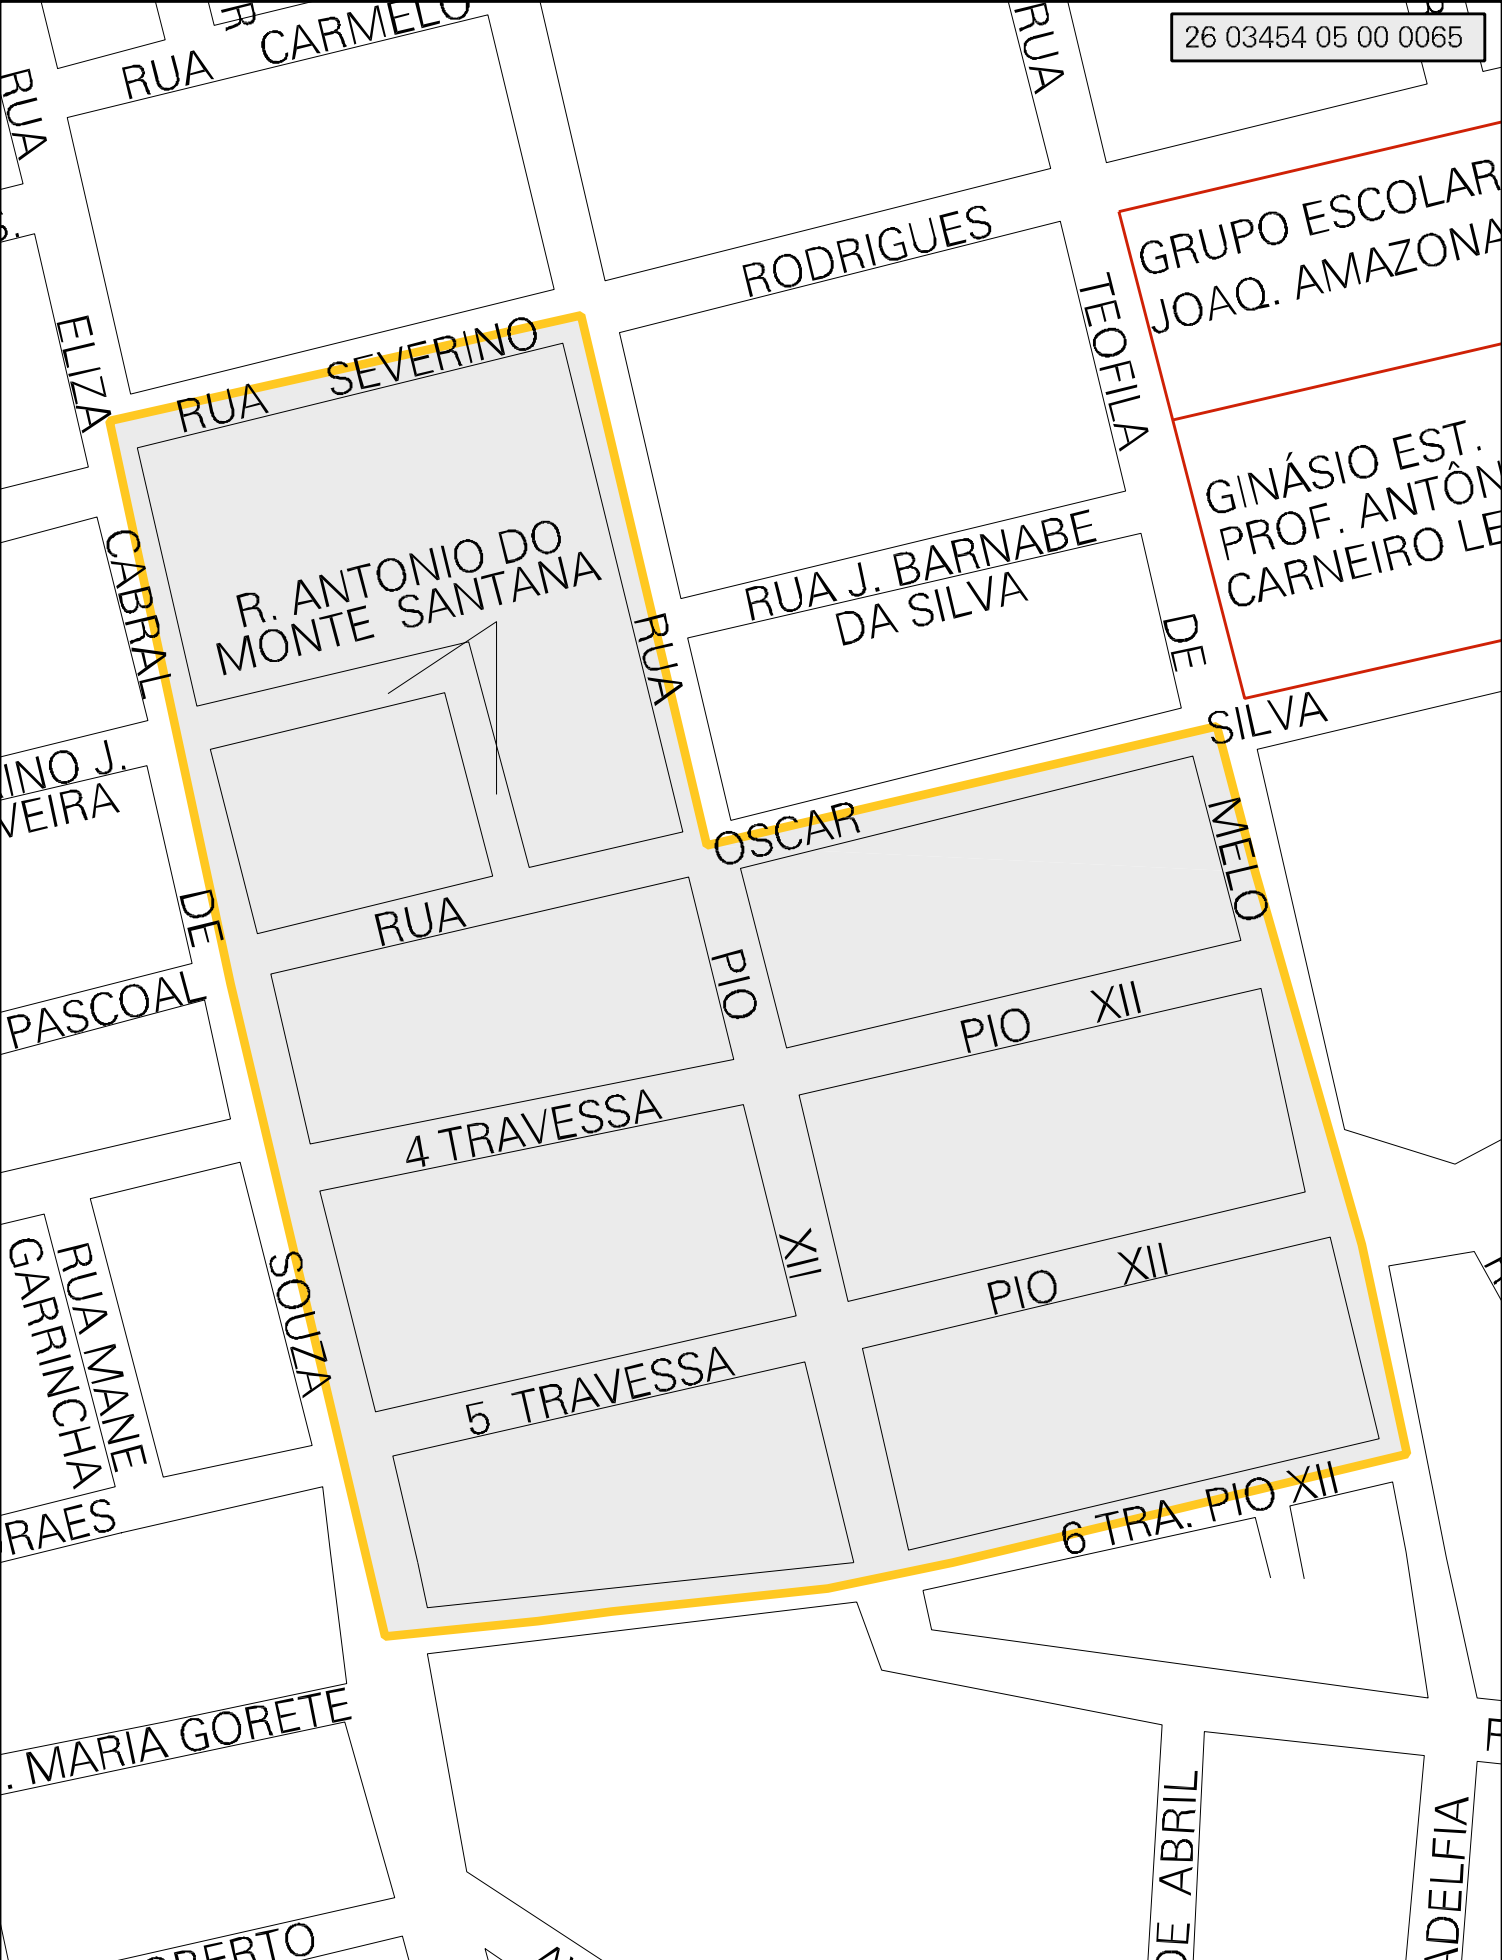 26 03454 05 00 0065
RUA CARMELO
RUA
RUA
GRUPO ESCOLAR
JOAQ. AMAZONA
RODRIGUES
TEOFILA
ELIZA
RUA SEVERINO
GINÁSIO EST.
PROF. ANTÔN
CARNEIRO LE
R. ANTONIO DO
MONTE SANTANA
CABRAL
RUA J. BARNABE
DA SILVA
RUA
DE
SILVA
INO J.
VEIRA
OSCAR
MELO
RUA
DE
PIO
PASCOAL
PIO XII
4 TRAVESSA
XII
PIO XII
RUA MANE
GARRINCHA
SOUZA
5 TRAVESSA
6 TRA. PIO XII
RAES
. MARIA GORETE
DE ABRIL
ADELFIA
OBERTO